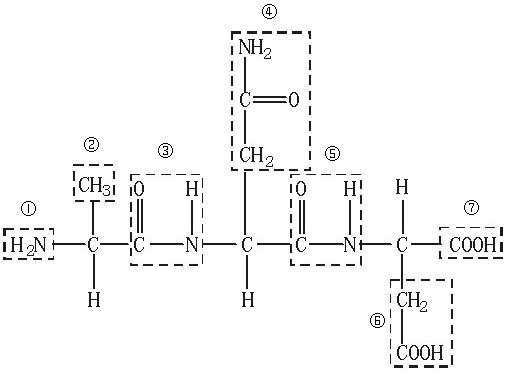 ④
NH2
C=O
② ③ CH2 ⑤
CH3 O H O H H
① ⑦
H2N—C—C—N—C—C—N—C—COOH
H H CH2
⑥
COOH